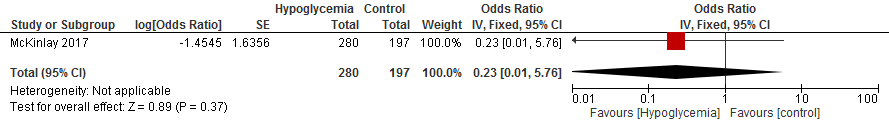 Hypoglycemia Control Odds Ratio Odds Ratio
Study or Subgroup log[Odds Ratio] SE Total Total Weight IV, Fixed, 95% CI IV, Fixed, 95% CI
McKinlay 2017 -1.4545 1.6356 280 197 100.0% 0.23 [0.01, 5.76]
Total (95% CI) 280 197 100.0% 0.23 [0.01, 5.76]
Heterogeneity: Not applicable
Test for overall effect: Z = 0.89 (P = 0.37)
0.01 0.1 1 10 100
Favours [Hypoglycemia] Favours [control]